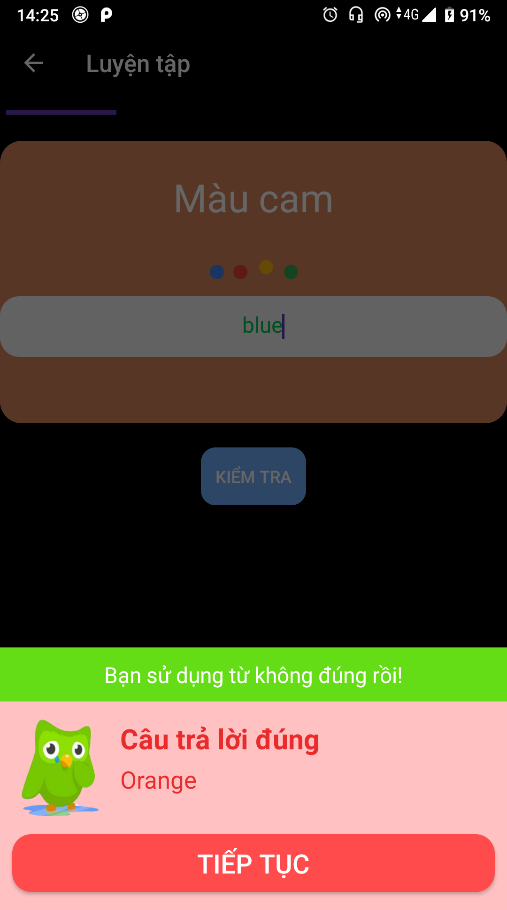 14:25 4G 91%
Luyện tập
Màu cam
blue
KIỂM TRA
Bạn sử dụng từ không đúng rồi!
Câu trả lời đúng
Orange
TIẾP TỤC